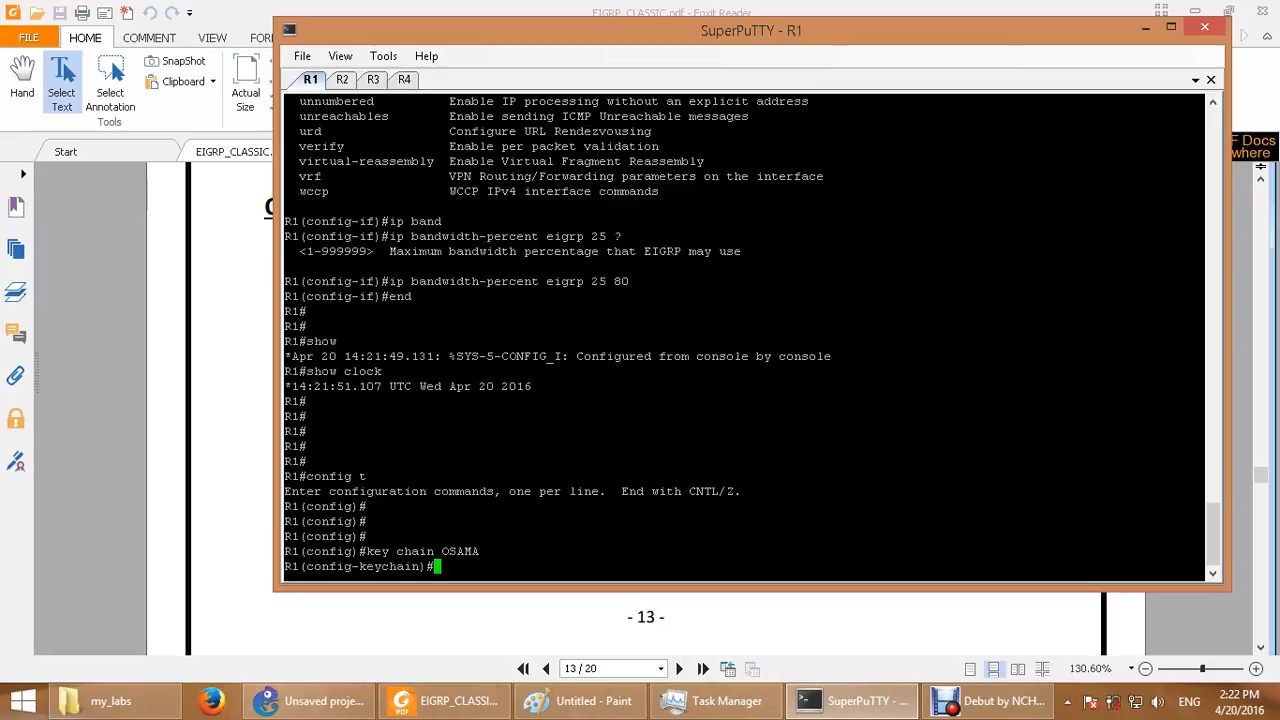 EIGRP_CLASSIC.pdf - Foxit Reader
FILE HOME COMMENT VIEW
Hand
Select
Text
Select
Annotation
SnapShot
Clipboard
Actual
Size
Tools
Start
EIGRP_CLASSIC.
F Docs
where
SuperPuTTY - R1
File View Tools Help
R1 R2 R3 R4
unnumbered Enable IP processing without an explicit address
unreachables Enable sending ICMP Unreachable messages
urd Configure URL Rendezvousing
verify Enable per packet validation
virtual-reassembly Enable Virtual Fragment Reassembly
vrf VPN Routing/Forwarding parameters on the interface
wccp WCCP IPv4 interface commands
R1(config-if)#ip band
R1(config-if)#ip bandwidth-percent eigrp 25 ?
<1-999999> Maximum bandwidth percentage that EIGRP may use
R1(config-if)#ip bandwidth-percent eigrp 25 80
R1(config-if)#end
R1#
R1#
R1#show
*Apr 20 14:21:49.131: %SYS-5-CONFIG_I: Configured from console by console
R1#show clock
*14:21:51.107 UTC Wed Apr 20 2016
R1#
R1#
R1#
R1#
R1#
R1#config t
Enter configuration commands, one per line. End with CNTL/Z.
R1(config)#
R1(config)#
R1(config)#
R1(config)#key chain OSAMA
R1(config-keychain)#
- 13 -
13 / 20
130.60%
my_labs
Unsaved proje...
EIGRP_CLASSI...
Untitled - Paint
Task Manager
SuperPuTTY - ...
Debut by NCH...
ENG
2:22 PM
4/20/2016